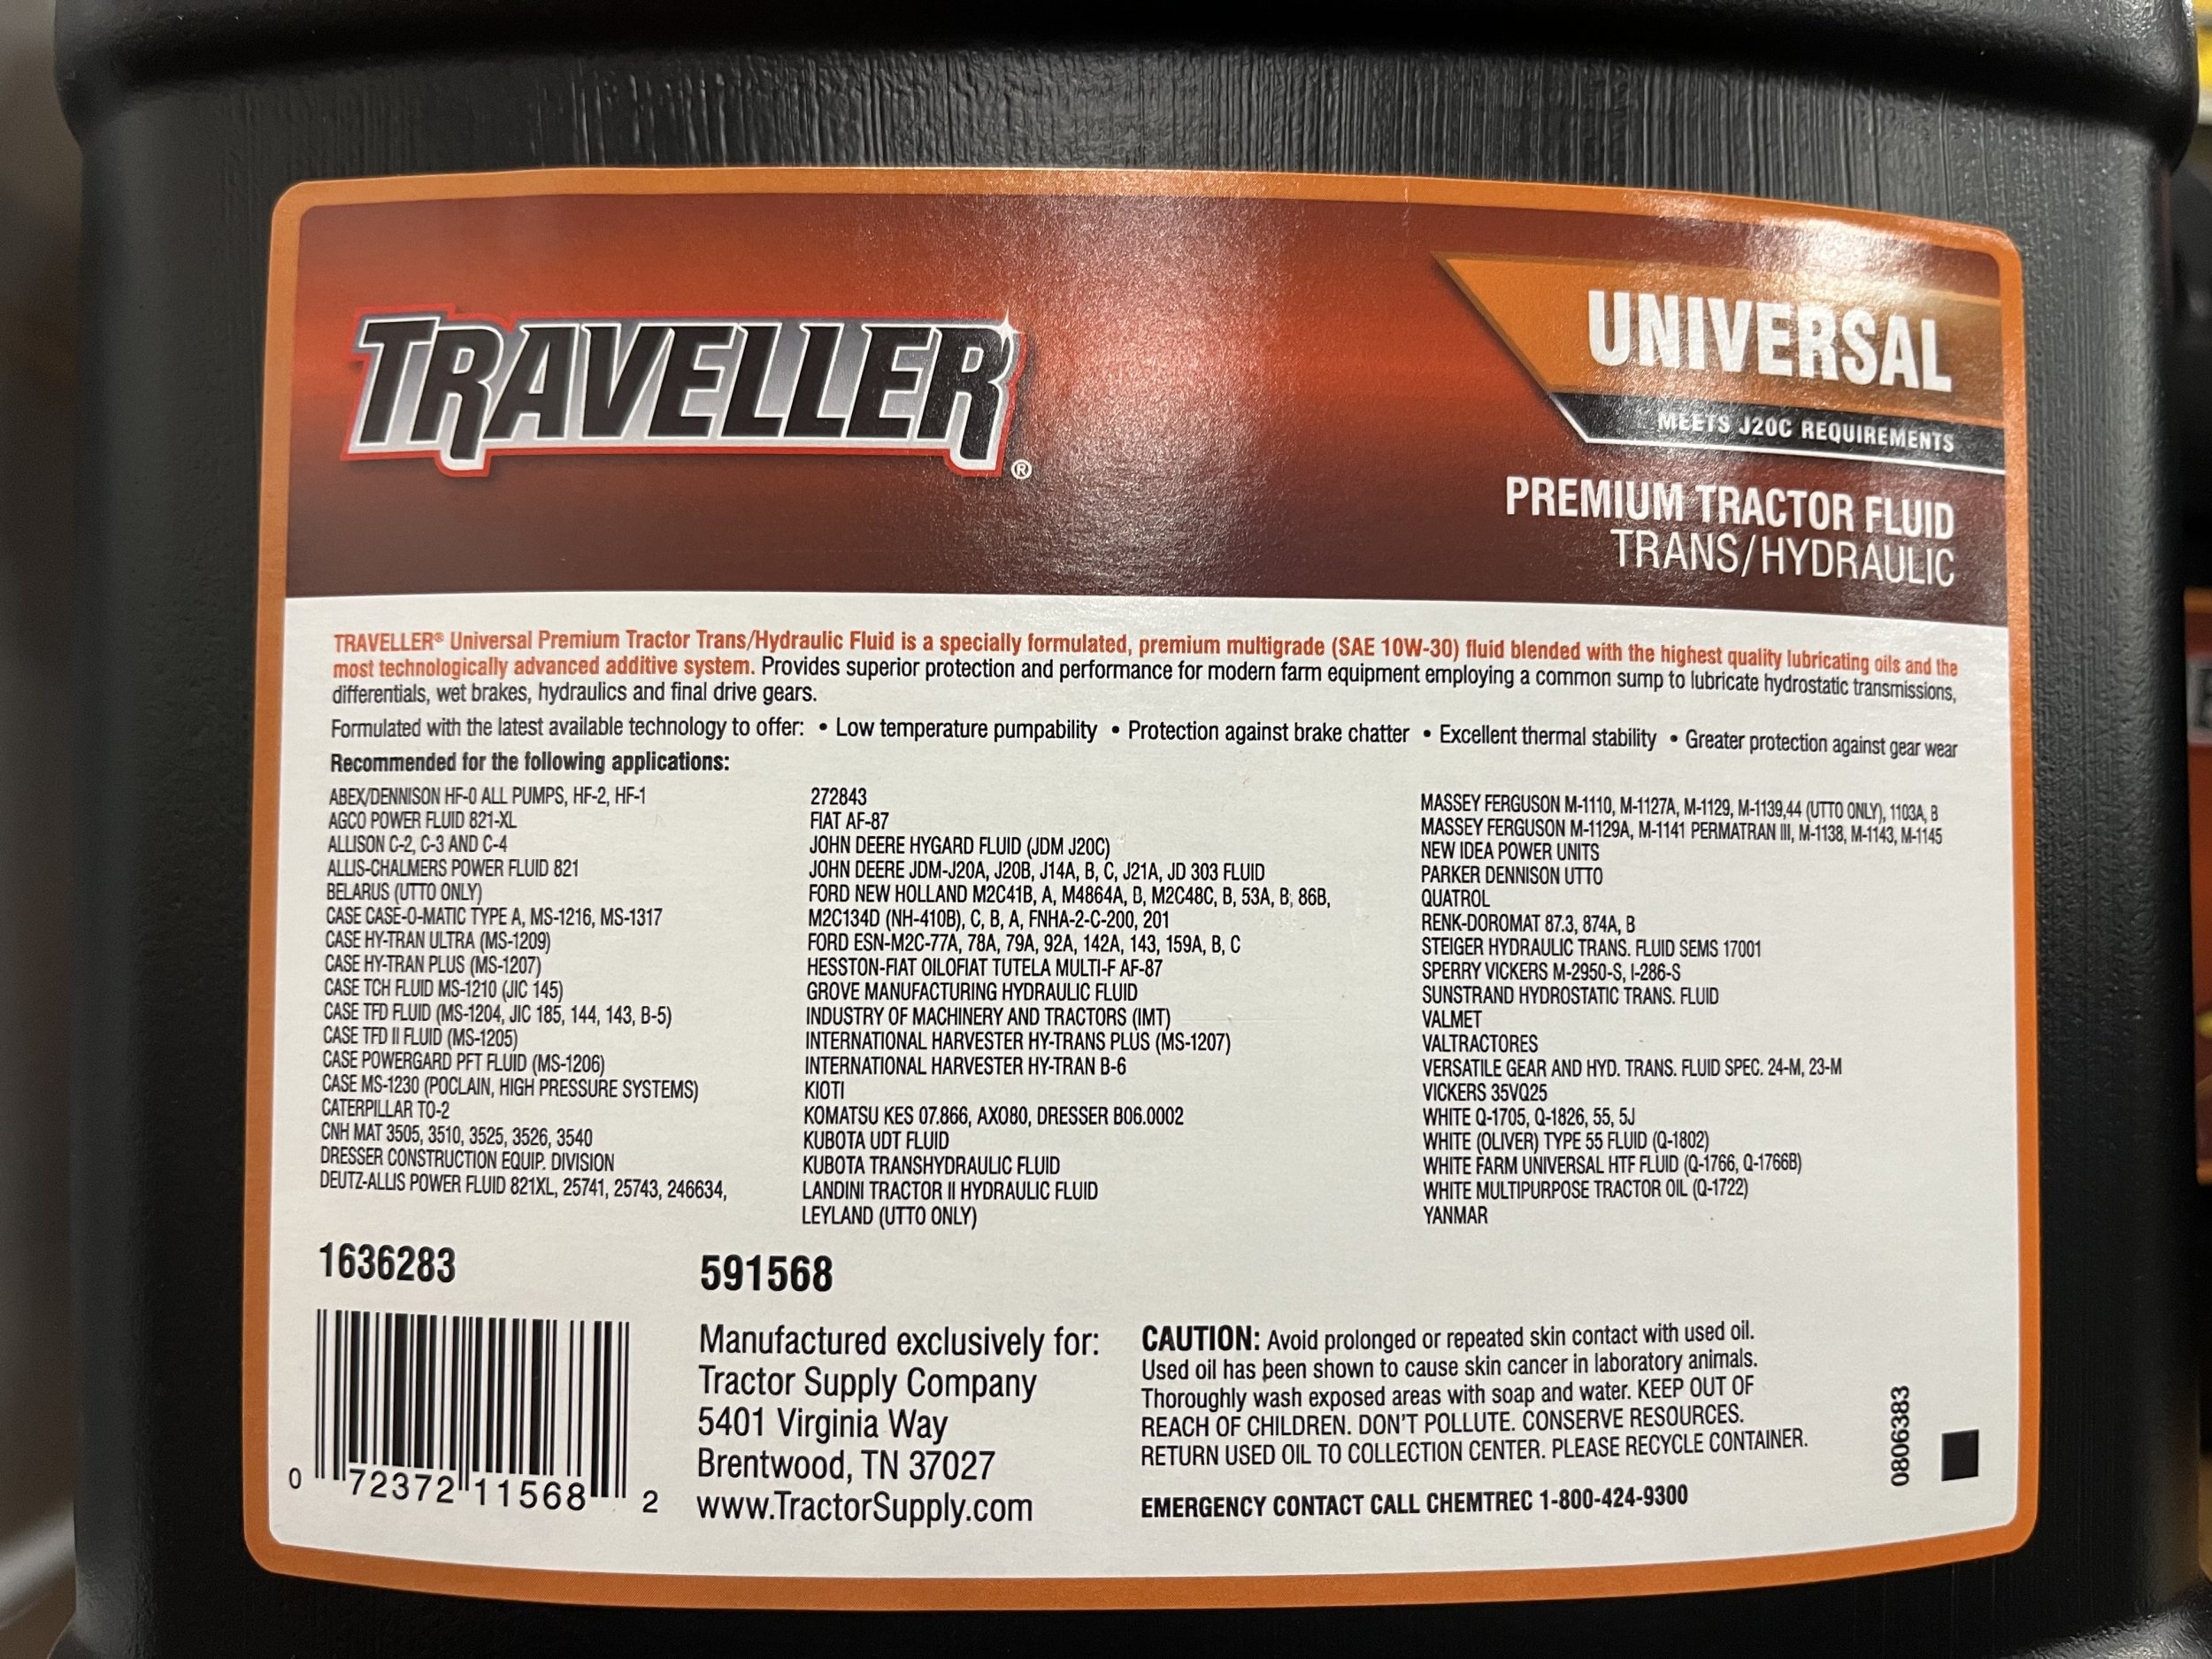 TRAVELLER®
UNIVERSAL
MEETS J20C REQUIREMENTS
PREMIUM TRACTOR FLUID
TRANS/HYDRAULIC
TRAVELLER® Universal Premium Tractor Trans/Hydraulic Fluid is a specially formulated, premium multigrade (SAE 10W-30) fluid blended with the highest quality lubricating oils and the
most technologically advanced additive system. Provides superior protection and performance for modern farm equipment employing a common sump to lubricate hydrostatic transmissions,
differentials, wet brakes, hydraulics and final drive gears.
Formulated with the latest available technology to offer: • Low temperature pumpability • Protection against brake chatter • Excellent thermal stability • Greater protection against gear wear
Recommended for the following applications:
ABEX/DENNISON HF-0 ALL PUMPS, HF-2, HF-1
AGCO POWER FLUID 821-XL
ALLISON C-2, C-3 AND C-4
ALLIS-CHALMERS POWER FLUID 821
BELARUS (UTTO ONLY)
CASE CASE-O-MATIC TYPE A, MS-1216, MS-1317
CASE HY-TRAN ULTRA (MS-1209)
CASE HY-TRAN PLUS (MS-1207)
CASE TCH FLUID MS-1210 (JIC 145)
CASE TFD FLUID (MS-1204, JIC 185, 144, 143, B-5)
CASE TFD II FLUID (MS-1205)
CASE POWERGARD PFT FLUID (MS-1206)
CASE MS-1230 (POCLAIN, HIGH PRESSURE SYSTEMS)
CATERPILLAR TO-2
CNH MAT 3505, 3510, 3525, 3526, 3540
DRESSER CONSTRUCTION EQUIP. DIVISION
DEUTZ-ALLIS POWER FLUID 821XL, 25741, 25743, 246634,
272843
FIAT AF-87
JOHN DEERE HYGARD FLUID (JDM J20C)
JOHN DEERE JDM-J20A, J20B, J14A, B, C, J21A, JD 303 FLUID
FORD NEW HOLLAND M2C41B, A, M4864A, B, M2C48C, B, 53A, B, 86B,
M2C134D (NH-410B), C, B, A, FNHA-2-C-200, 201
FORD ESN-M2C-77A, 78A, 79A, 92A, 142A, 143, 159A, B, C
HESSTON-FIAT OILOFIAT TUTELA MULTI-F AF-87
GROVE MANUFACTURING HYDRAULIC FLUID
INDUSTRY OF MACHINERY AND TRACTORS (IMT)
INTERNATIONAL HARVESTER HY-TRANS PLUS (MS-1207)
INTERNATIONAL HARVESTER HY-TRAN B-6
KIOTI
KOMATSU KES 07.866, AXO80, DRESSER B06.0002
KUBOTA UDT FLUID
KUBOTA TRANSHYDRAULIC FLUID
LANDINI TRACTOR II HYDRAULIC FLUID
LEYLAND (UTTO ONLY)
MASSEY FERGUSON M-1110, M-1127A, M-1129, M-1139,44 (UTTO ONLY), 1103A, B
MASSEY FERGUSON M-1129A, M-1141 PERMATRAN III, M-1138, M-1143, M-1145
NEW IDEA POWER UNITS
PARKER DENNISON UTTO
QUATROL
RENK-DOROMAT 87.3, 874A, B
STEIGER HYDRAULIC TRANS. FLUID SEMS 17001
SPERRY VICKERS M-2950-S, I-286-S
SUNSTRAND HYDROSTATIC TRANS. FLUID
VALMET
VALTRACTORES
VERSATILE GEAR AND HYD. TRANS. FLUID SPEC. 24-M, 23-M
VICKERS 35VQ25
WHITE Q-1705, Q-1826, 55, 5J
WHITE (OLIVER) TYPE 55 FLUID (Q-1802)
WHITE FARM UNIVERSAL HTF FLUID (Q-1766, Q-1766B)
WHITE MULTIPURPOSE TRACTOR OIL (Q-1722)
YANMAR
1636283
0 72372 11568 2
591568
Manufactured exclusively for:
Tractor Supply Company
5401 Virginia Way
Brentwood, TN 37027
www.TractorSupply.com
CAUTION: Avoid prolonged or repeated skin contact with used oil.
Used oil has been shown to cause skin cancer in laboratory animals.
Thoroughly wash exposed areas with soap and water. KEEP OUT OF
REACH OF CHILDREN. DON'T POLLUTE. CONSERVE RESOURCES.
RETURN USED OIL TO COLLECTION CENTER. PLEASE RECYCLE CONTAINER.
EMERGENCY CONTACT CALL CHEMTREC 1-800-424-9300
0806383